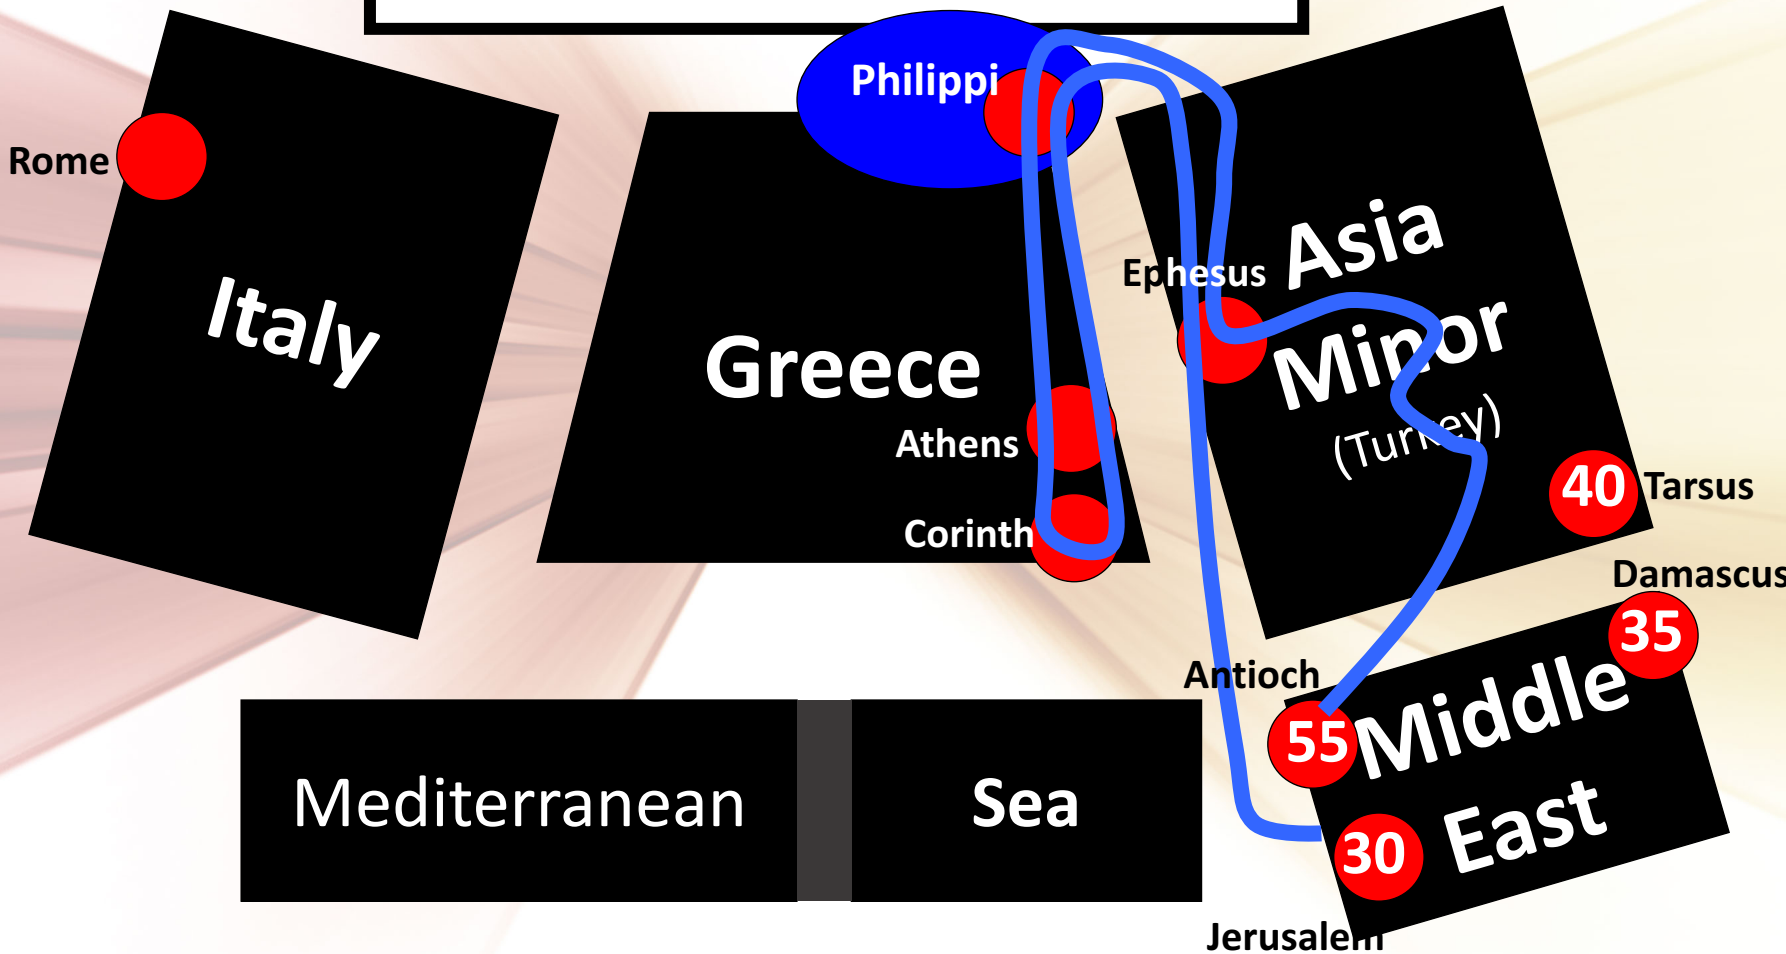 Philippi
Rome
Italy
Greece
Athens
Corinth
Ephesus
Asia
Minor
(Turkey)
40
Tarsus
Damascus
35
Antioch
55
Middle
East
30
Jerusalem
Mediterranean
Sea